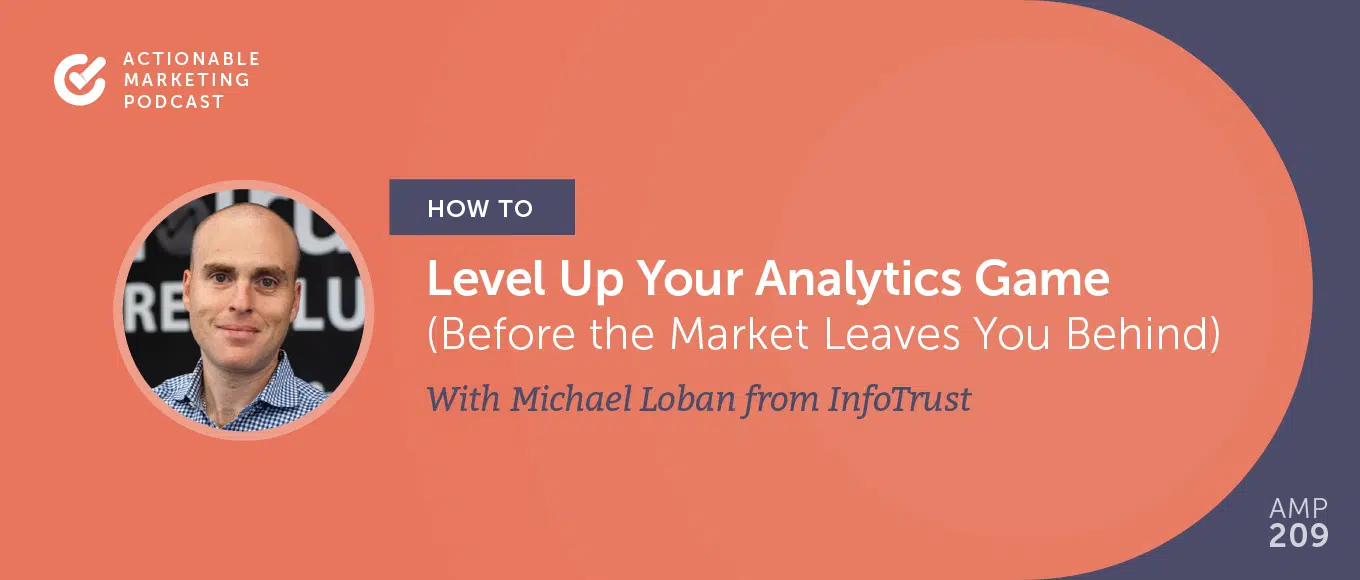 ACTIONABLE
MARKETING
PODCAST
HOW TO
Level Up Your Analytics Game
(Before the Market Leaves You Behind)
With Michael Loban from InfoTrust
AMP
209